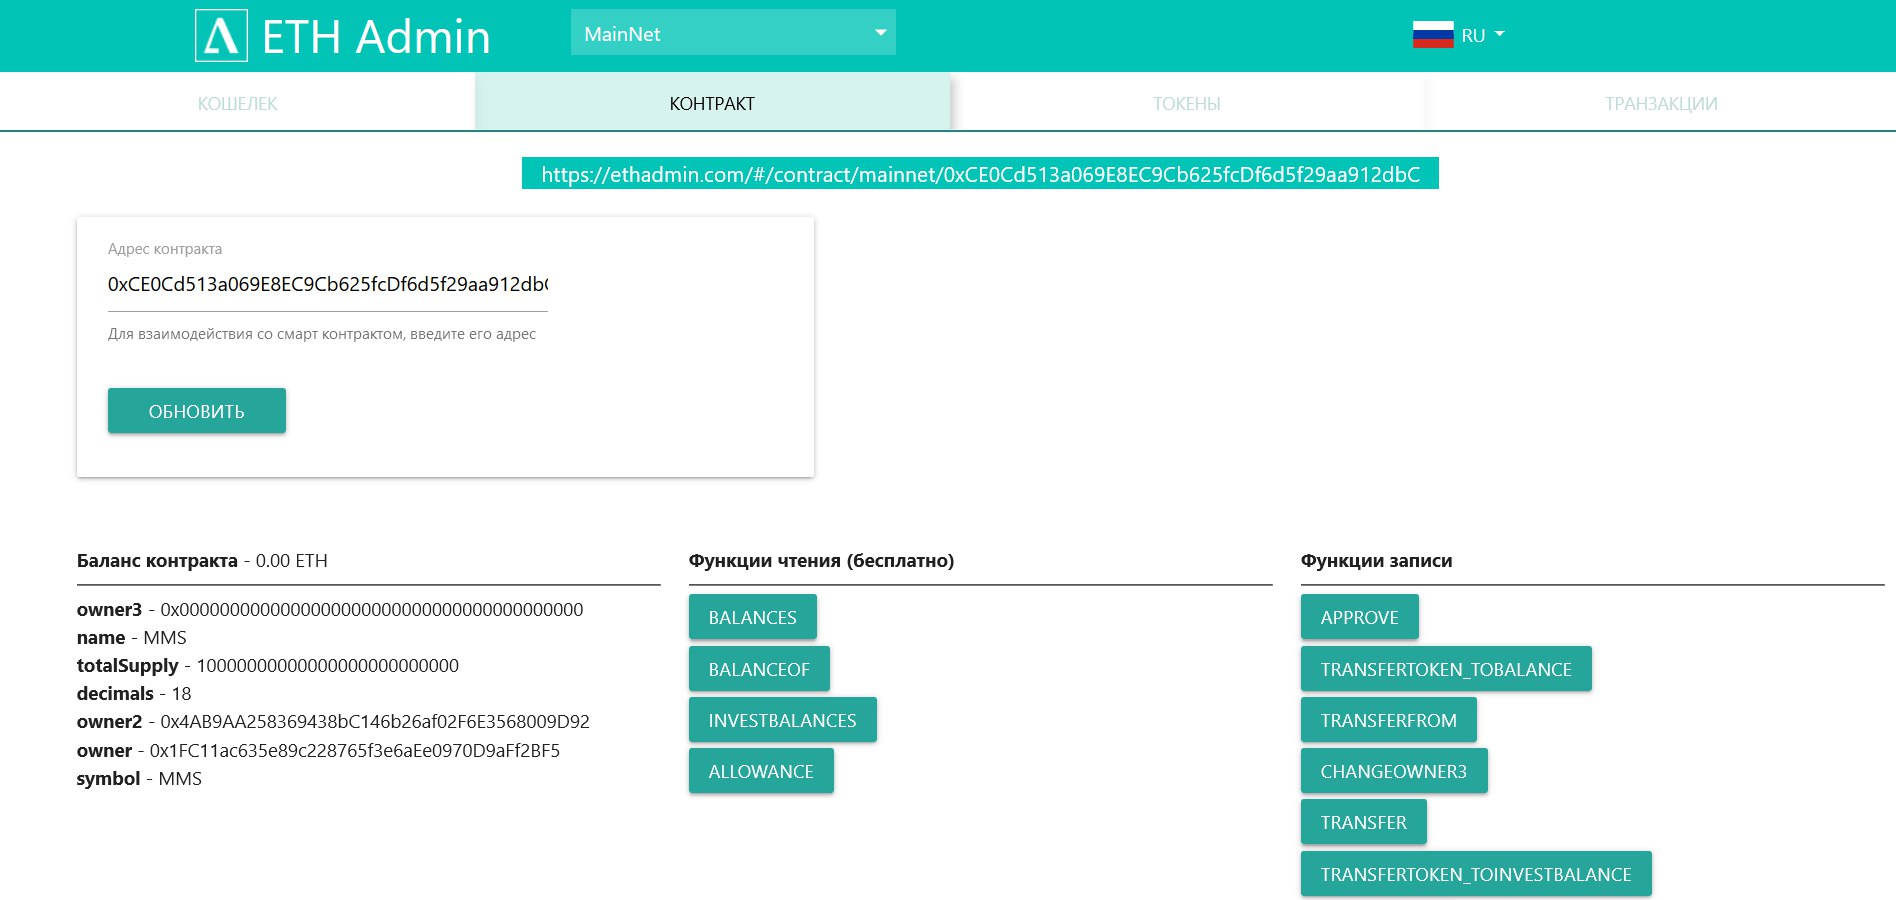 ETH Admin
MainNet
RU
КОШЕЛЕК
КОНТРАКТ
ТОКЕНЫ
ТРАНЗАКЦИИ
https://ethadmin.com/#/contract/mainnet/0xCE0Cd513a069E8EC9Cb625fcDf6d5f29aa912dbC
Адрес контракта
0xCE0Cd513a069E8EC9Cb625fcDf6d5f29aa912dbC
Для взаимодействия со смарт контрактом, введите его адрес
ОБНОВИТЬ
Баланс контракта - 0.00 ETH
owner3 - 0x0000000000000000000000000000000000000000
name - MMS
totalSupply - 10000000000000000000000000
decimals - 18
owner2 - 0x4AB9AA258369438bC146b26af02F6E3568009D92
owner - 0x1FC11ac635e89c228765f3e6aEe0970D9aFf2BF5
symbol - MMS
Функции чтения (бесплатно)
BALANCES
BALANCEOF
INVESTBALANCES
ALLOWANCE
Функции записи
APPROVE
TRANSFERTOKEN_TOBALANCE
TRANSFERFROM
CHANGEOWNER3
TRANSFER
TRANSFERTOKEN_TOINVESTBALANCE